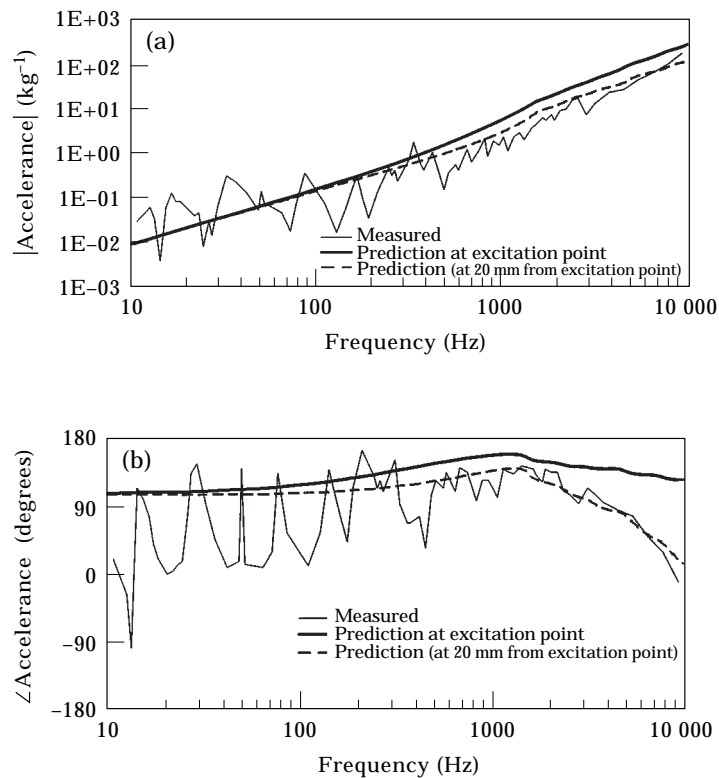 1E+03
(a)
1E+02
1E+01
1E+00
1E–01
1E–02
1E–03
|Accelerance| (kg–1)
Measured
Prediction at excitation point
Prediction (at 20 mm from excitation point)
10
100
1000
10 000
Frequency (Hz)
180
(b)
90
0
–90
–180
∠Accelerance (degrees)
Measured
Prediction at excitation point
Prediction (at 20 mm from excitation point)
10
100
1000
10 000
Frequency (Hz)